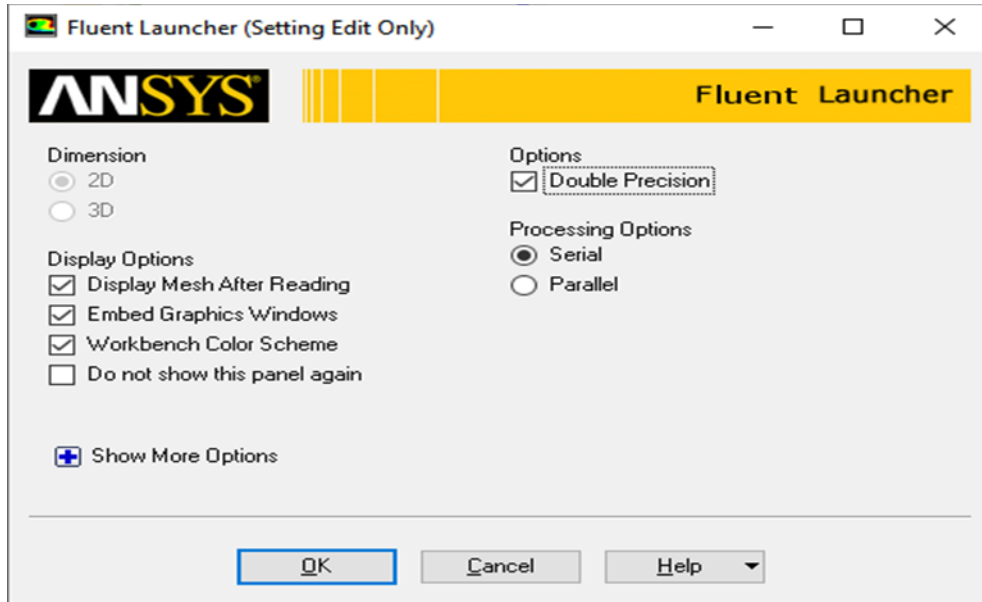 Fluent Launcher (Setting Edit Only)
ANSYS®
Fluent Launcher
Dimension
2D
3D
Display Options
Display Mesh After Reading
Embed Graphics Windows
Workbench Color Scheme
Do not show this panel again
Show More Options
Options
Double Precision
Processing Options
Serial
Parallel
OK
Cancel
Help